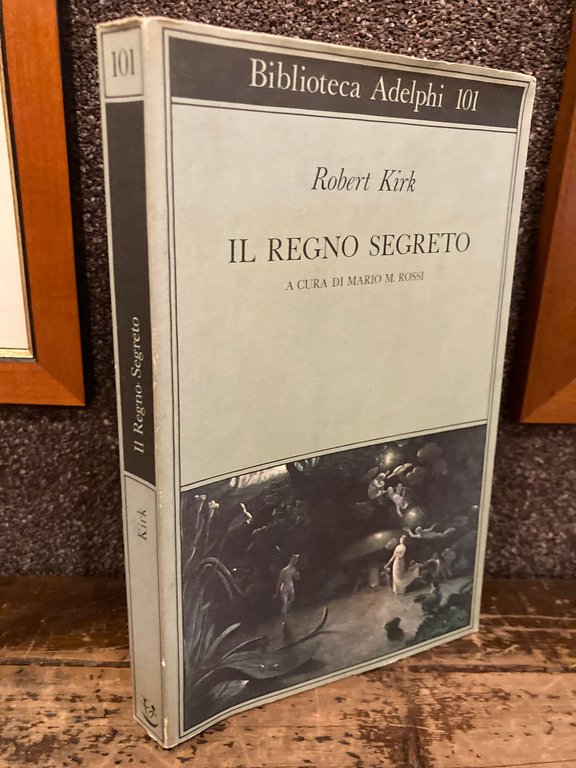 101
Il Regno Segreto
Kirk
Biblioteca Adelphi 101
Robert Kirk
IL REGNO SEGRETO
A CURA DI MARIO M. ROSSI